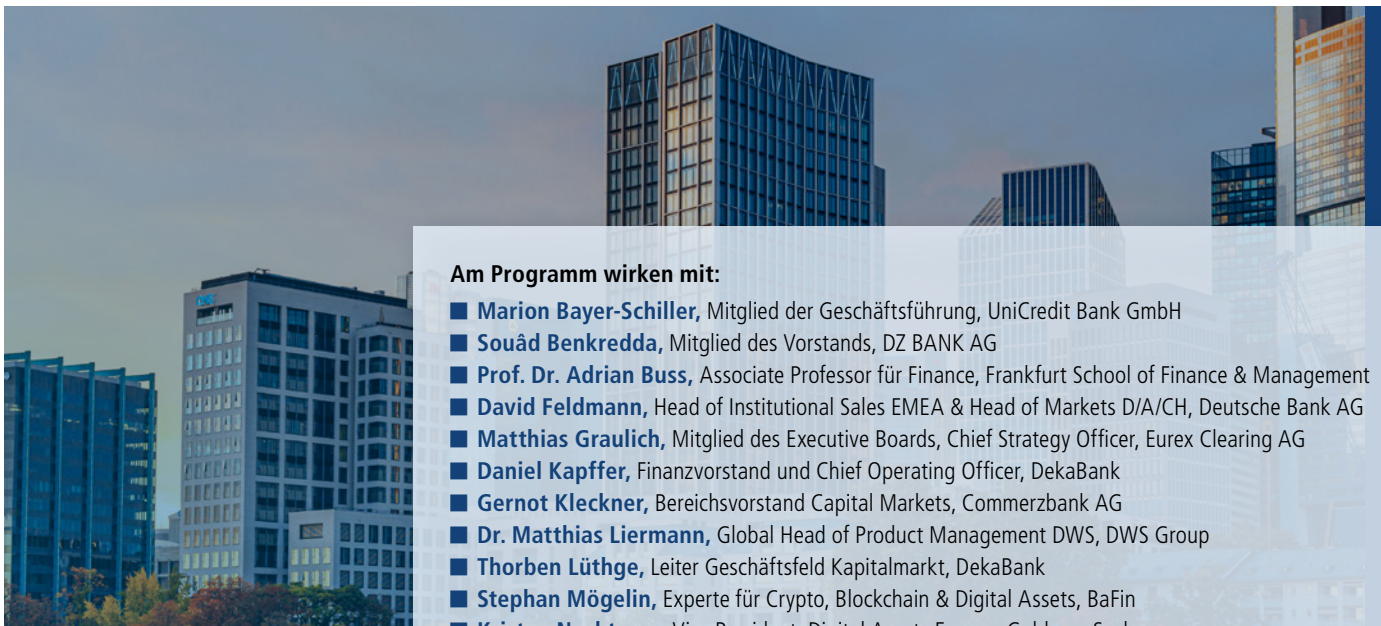 Am Programm wirken mit:
■ Marion Bayer-Schiller, Mitglied der Geschäftsführung, UniCredit Bank GmbH
■ Souâd Benkredda, Mitglied des Vorstands, DZ BANK AG
■ Prof. Dr. Adrian Buss, Associate Professor für Finance, Frankfurt School of Finance & Management
■ David Feldmann, Head of Institutional Sales EMEA & Head of Markets D/A/CH, Deutsche Bank AG
■ Matthias Graulich, Mitglied des Executive Boards, Chief Strategy Officer, Eurex Clearing AG
■ Daniel Kapffer, Finanzvorstand und Chief Operating Officer, DekaBank
■ Gernot Kleckner, Bereichsvorstand Capital Markets, Commerzbank AG
■ Dr. Matthias Liermann, Global Head of Product Management DWS, DWS Group
■ Thorben Lüthge, Leiter Geschäftsfeld Kapitalmarkt, DekaBank
■ Stephan Mögelin, Experte für Crypto, Blockchain & Digital Assets, BaFin